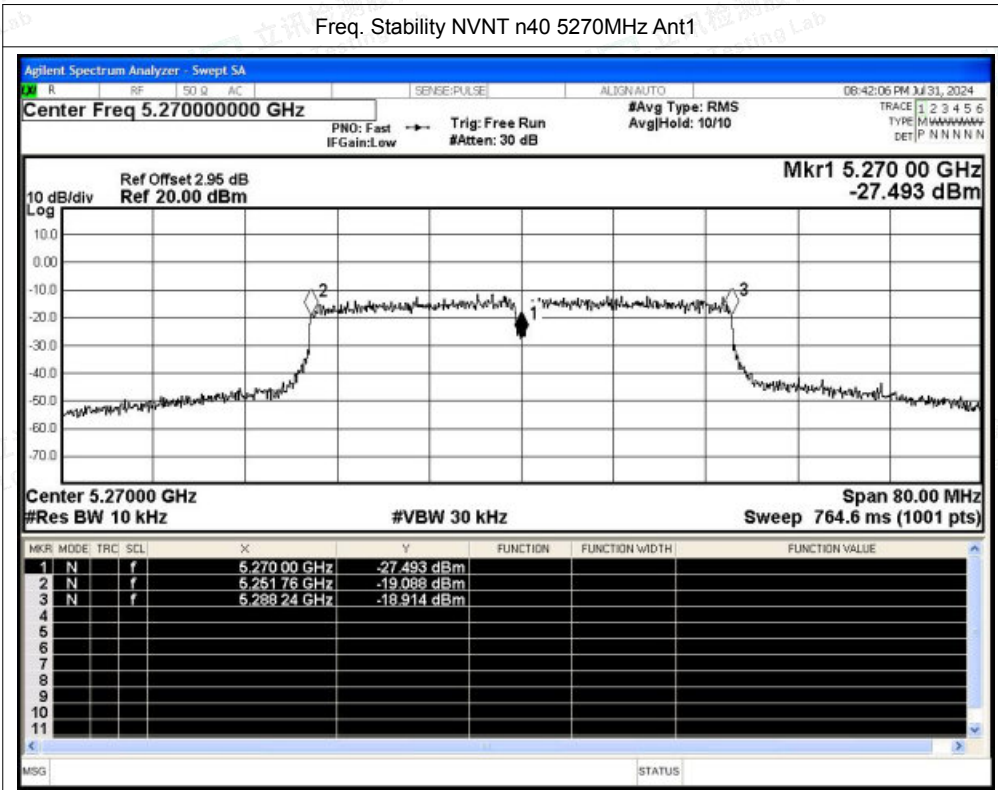 Freq. Stability NVNT n40 5270MHz Ant1
Agilent Spectrum Analyzer - Swept SA
R RF 50 Ω AC SENSE:PULSE ALIGN AUTO 08:42:06 PM Jul 31, 2024
Center Freq 5.270000000 GHz #Avg Type: RMS TRACE 1 2 3 4 5 6
PNO: Fast Trig: Free Run Avg|Hold: 10/10 TYPE M
IFGain:Low #Atten: 30 dB DET P N N N N N
Mkr1 5.270 00 GHz
Ref Offset 2.95 dB
10 dB/div Ref 20.00 dBm -27.493 dBm
Log
10.0
0.00
-10.0
2
3
1
-20.0
-30.0
-40.0
-50.0
-60.0
-70.0
Center 5.27000 GHz Span 80.00 MHz
#Res BW 10 kHz #VBW 30 kHz Sweep 764.6 ms (1001 pts)
MKR MODE TRC SCL X Y FUNCTION FUNCTION WIDTH FUNCTION VALUE
1 N f 5.270 00 GHz -27.493 dBm
2 N f 5.251 76 GHz -19.088 dBm
3 N f 5.288 24 GHz -18.914 dBm
4
5
6
7
8
9
10
11
MSG STATUS